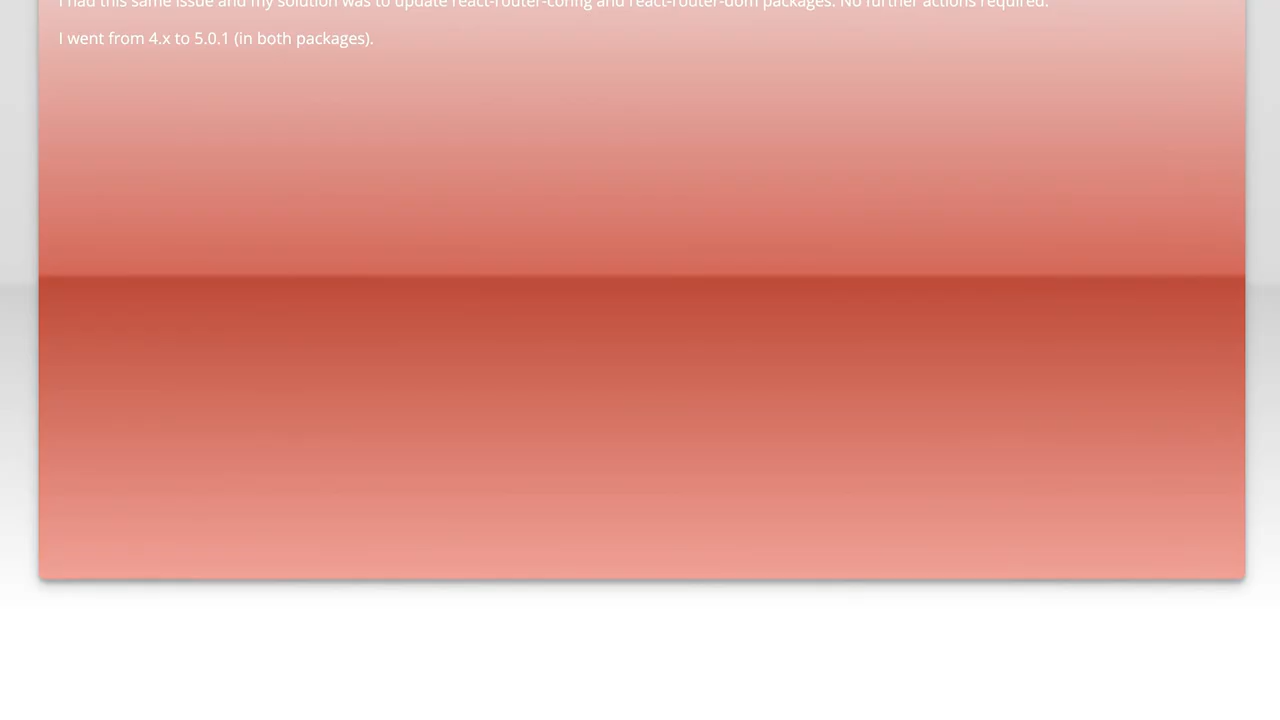 I had this same issue and my solution was to update react-router-config and react-router-dom packages. No further actions required.
I went from 4.x to 5.0.1 (in both packages).